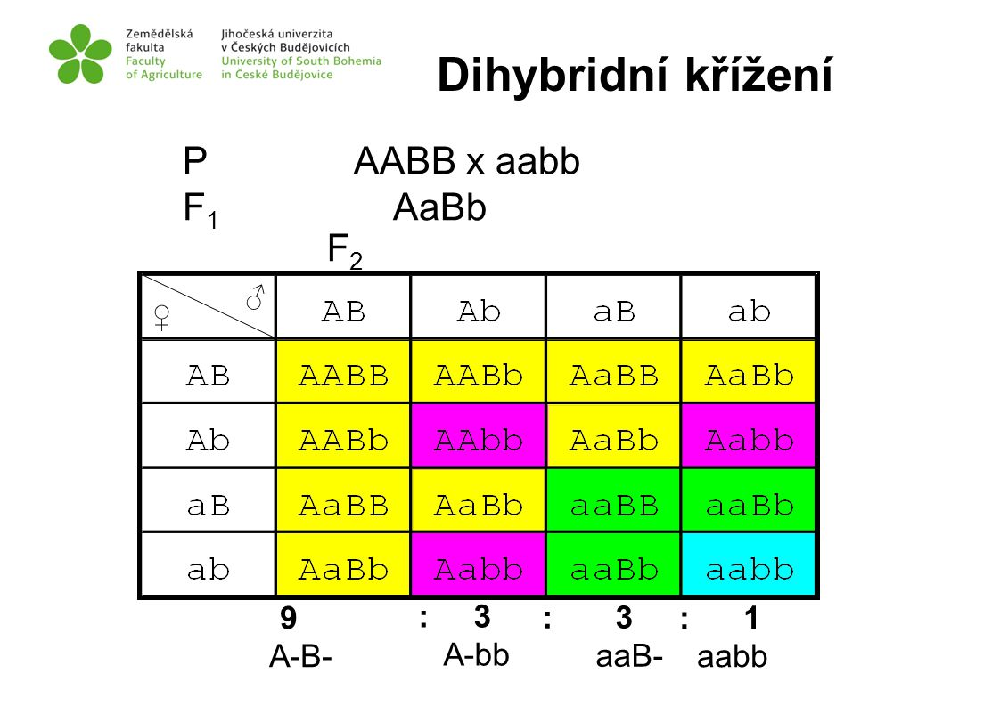 Zemědělská
fakulta
Faculty
of Agriculture
Jihočeská univerzita
v Českých Budějovicích
University of South Bohemia
in České Budějovice
Dihybridní křížení
P AABB x aabb
F1 AaBb
F2
♀ ♂ AB Ab aB ab
AB AABB AABb AaBB AaBb
Ab AABb AAbb AaBb Aabb
aB AaBB AaBb aaBB aaBb
ab AaBb Aabb aaBb aabb
9 : 3 : 3 : 1
A-B- A-bb aaB- aabb